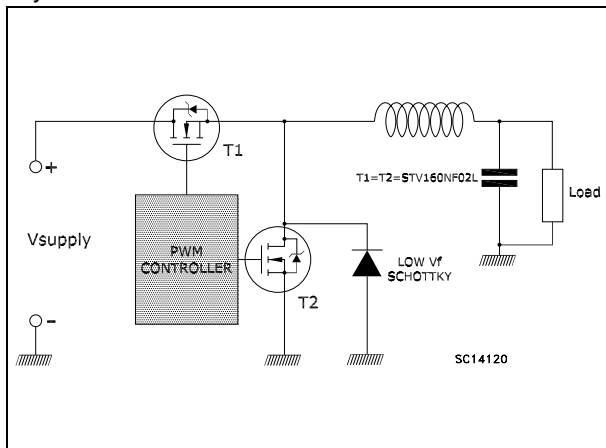 +
T1
T1=T2=STV160NF02L
Load
Vsupply
PWM
CONTROLLER
LOW Vf
SCHOTTKY
T2
-
SC14120